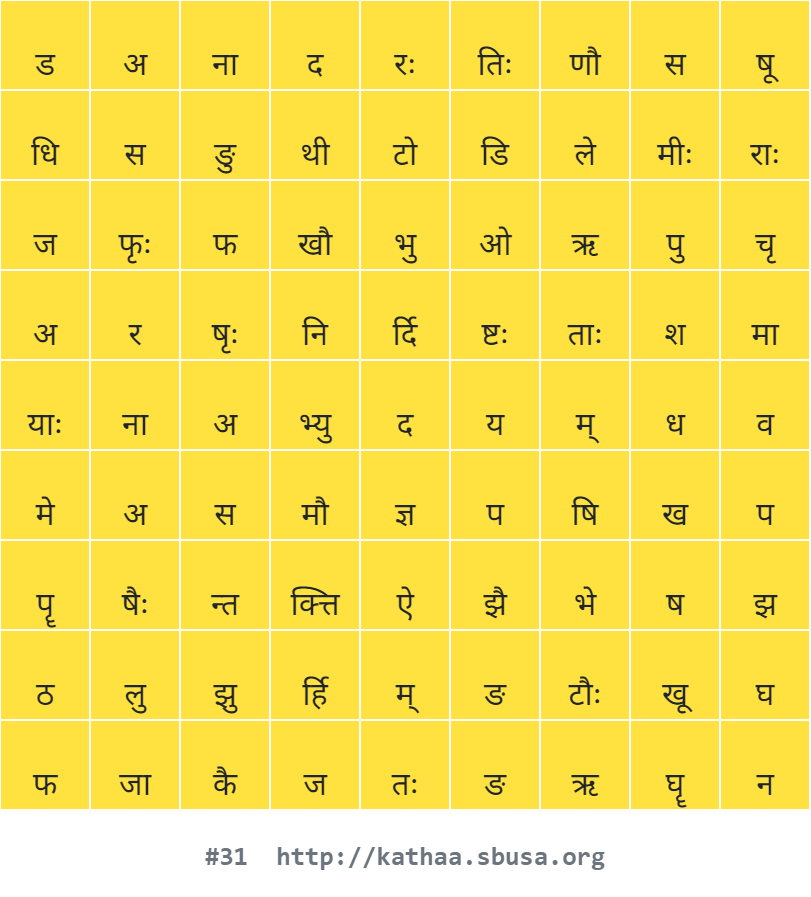 ड अ ना द रः तिः णौ स षू
धि स ङु थी टो डि ले मीः राः
ज फृः फ खौ भु ओ ऋ पु चृ
अ र षृः नि र्दि ष्टः ताः श मा
याः ना अ भ्यु द य म् ध व
मे अ स मौ ज्ञ प षि ख प
पॄ षैः न्त क्त्ति ऐ झै भे ष झ
ठ लु झु र्हि म् ङ टौः खू घ
फ जा कै ज तः ङ ऋ घॄ न
#31 http://kathaa.sbusa.org